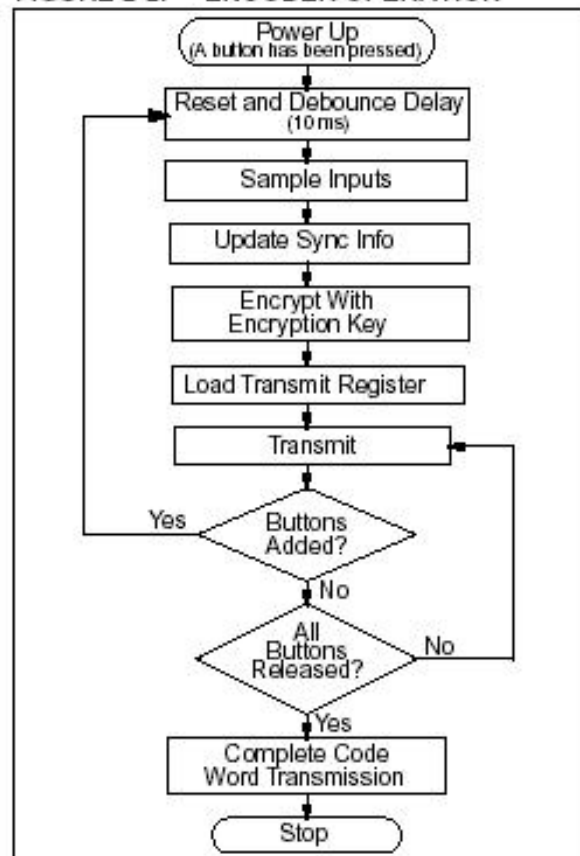 Power Up
(A button has been pressed)
Reset and Debounce Delay
(10 ms)
Sample Inputs
Update Sync Info
Encrypt With
Encryption Key
Load Transmit Register
Transmit
Yes
Buttons
Added?
No
All
Buttons
Released?
No
Yes
Complete Code
Word Transmission
Stop